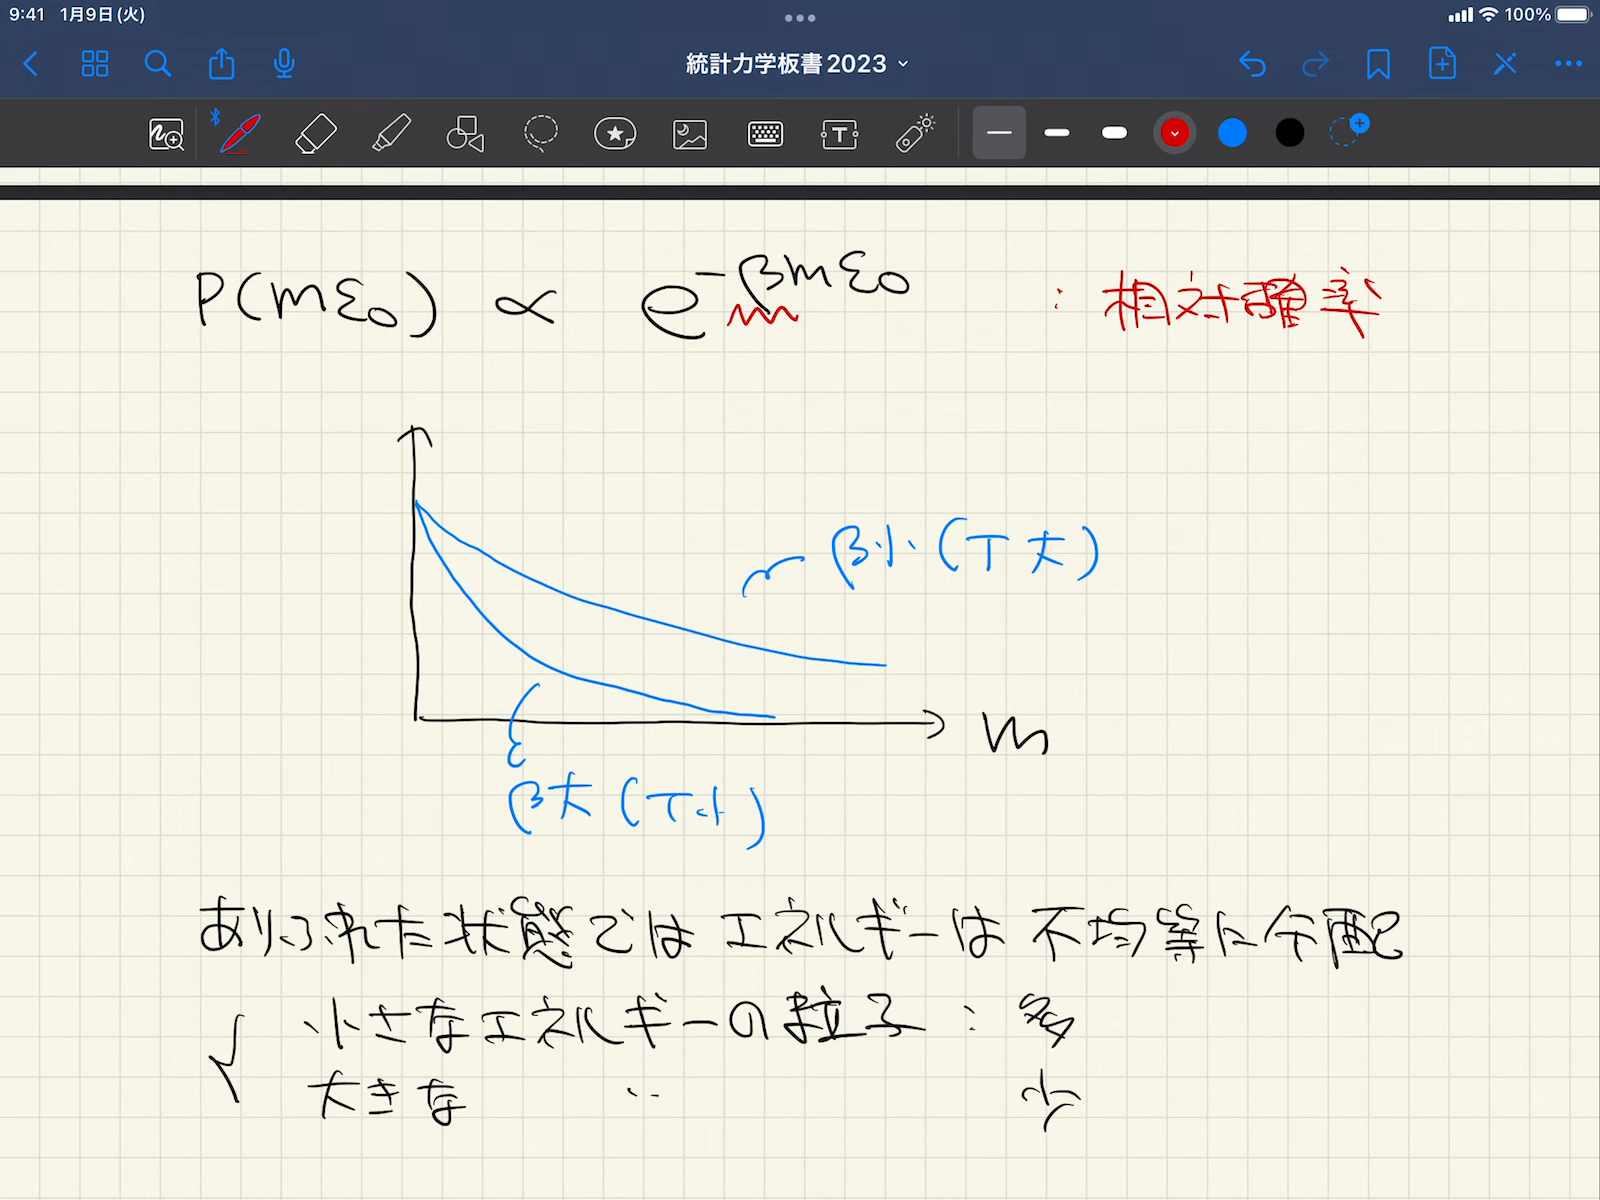 9:41 1月9日(火)
100%
統計力学板書2023
T
P(mε₀) ∝ e^{-βmε₀} : 相対確率
β小(T大)
m
β大(T小)
ありふれた状態ではエネルギーは不均等に分配
小さなエネルギーの粒子 : 多
大きな 〃 少